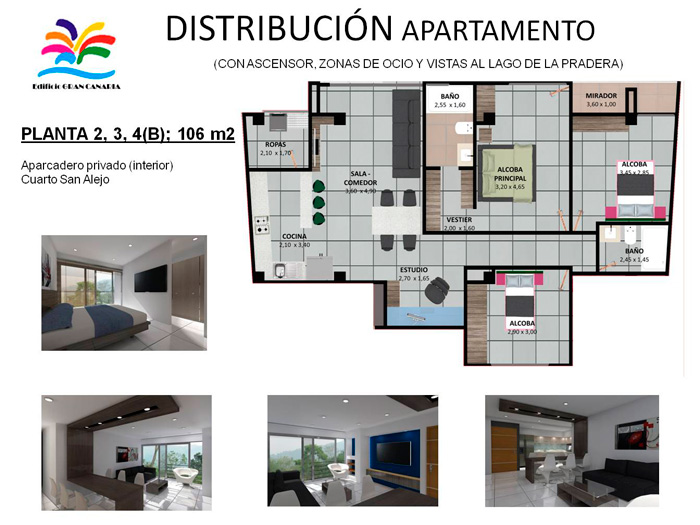 DISTRIBUCIÓN APARTAMENTO
(CON ASCENSOR, ZONAS DE OCIO Y VISTAS AL LAGO DE LA PRADERA)
Edificio GRAN CANARIA
PLANTA 2, 3, 4(B); 106 m2
Aparcadero privado (interior)
Cuarto San Alejo
BAÑO
2,55 x 1,60
MIRADOR
3,60 x 1,00
ROPAS
2,10 x 1,70
SALA -
COMEDOR
3,60 x 4,90
ALCOBA
PRINCIPAL
3,20 x 4,65
ALCOBA
3,45 x 2,85
VESTIER
2,00 x 1,60
COCINA
2,10 x 3,40
BAÑO
2,45 x 1,45
ESTUDIO
2,70 x 1,65
ALCOBA
2,90 x 3,00